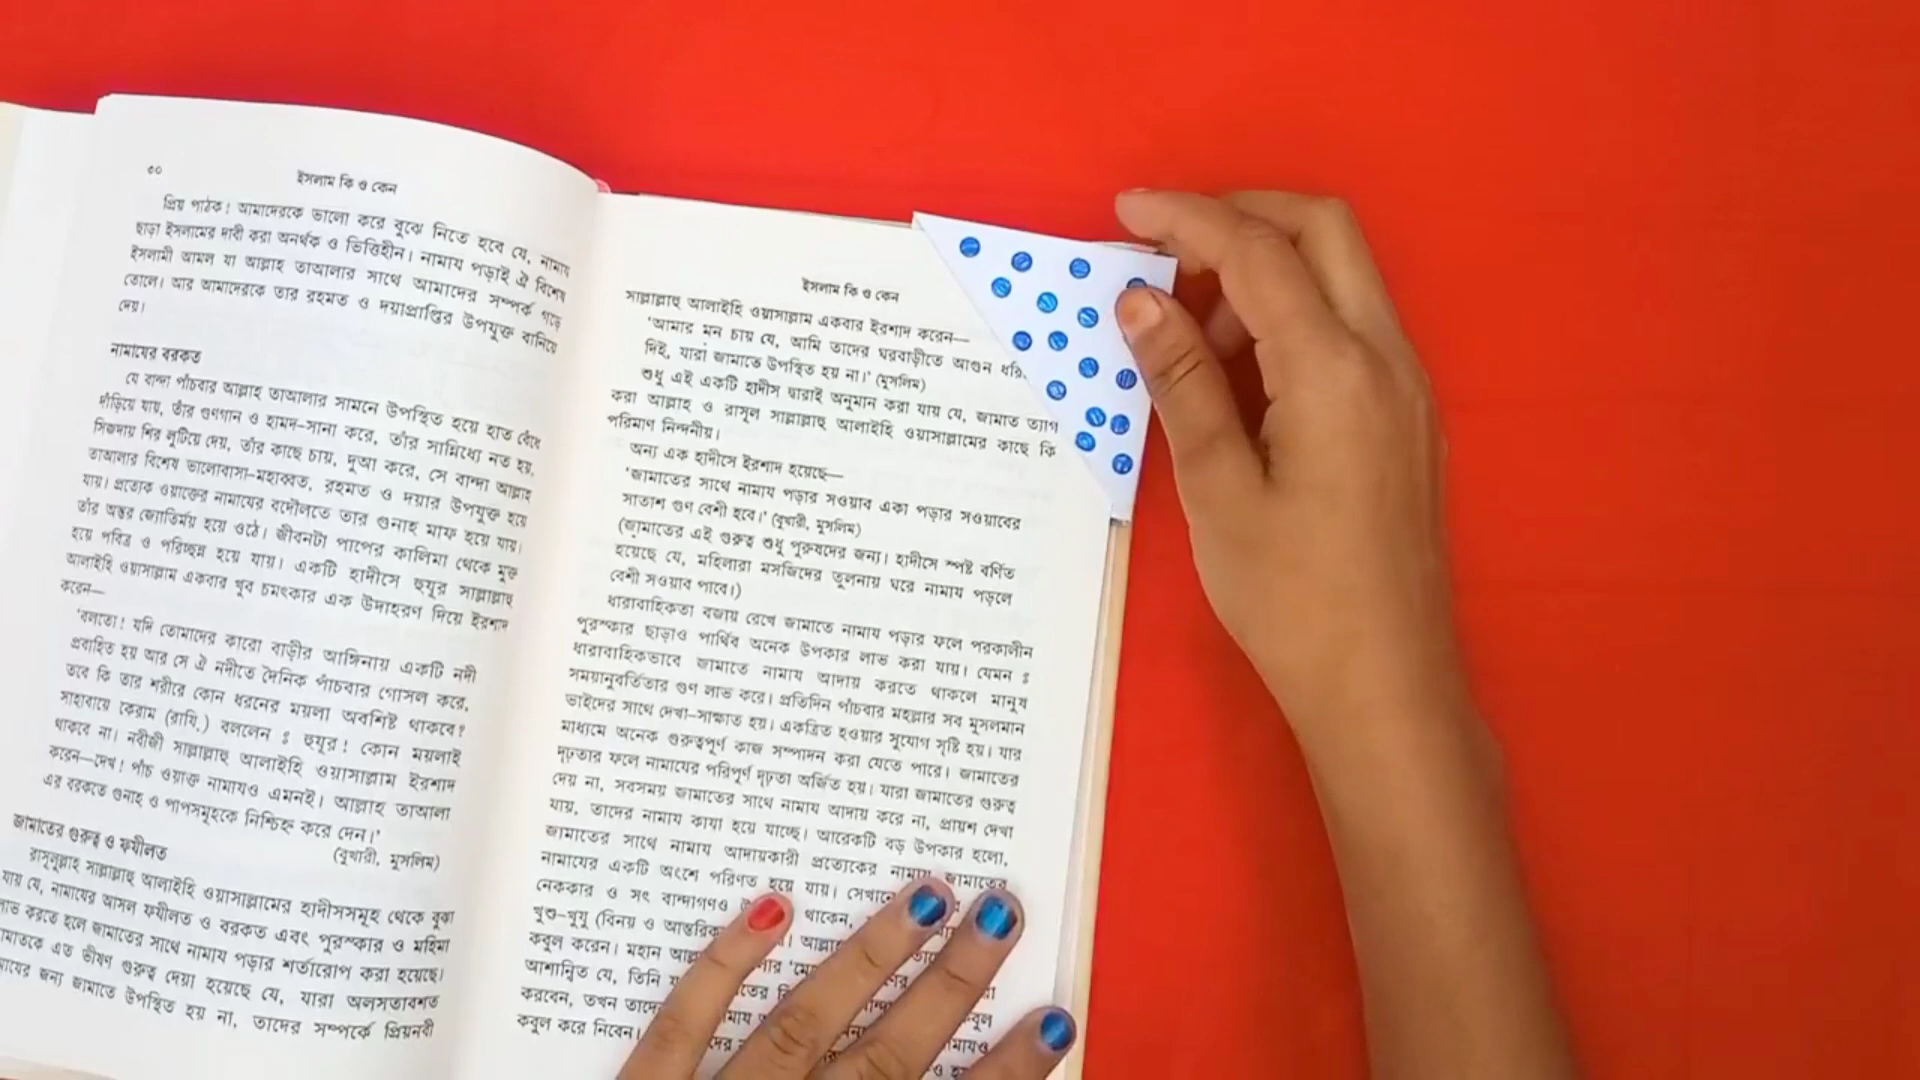 ৩০
ইসলাম কি ও কেন
প্রিয় পাঠক! আমাদেরকে ভালো করে বুঝে নিতে হবে যে, নামায
ছাড়া ইসলামের দাবী করা অনর্থক ও ভিত্তিহীন। নামায পড়াই ঐ বিশেষ
ইসলামী আমল যা আল্লাহ তাআলার সাথে আমাদের সম্পর্ক গড়ে
তোলে। আর আমাদেরকে তার রহমত ও দয়াপ্রাপ্তির উপযুক্ত বানিয়ে
দেয়।
নামাযের বরকত
যে বান্দা পাঁচবার আল্লাহ তাআলার সামনে উপস্থিত হয়ে হাত বেঁধে
দাঁড়িয়ে যায়, তাঁর গুণগান ও হামদ-সানা করে, তাঁর সান্নিধ্যে নত হয়,
সিজদায় শির লুটিয়ে দেয়, তাঁর কাছে চায়, দুআ করে, সে বান্দা আল্লাহ
তাআলার বিশেষ ভালোবাসা-মহাব্বত, রহমত ও দয়ার উপযুক্ত হয়ে
যায়। প্রত্যেক ওয়াক্তের নামাযের বদৌলতে তার গুনাহ মাফ হয়ে যায়।
তাঁর অন্তর জ্যোতির্ময় হয়ে ওঠে। জীবনটা পাপের কালিমা থেকে মুক্ত
হয়ে পবিত্র ও পরিচ্ছন্ন হয়ে যায়। একটি হাদীসে হুযূর সাল্লাল্লাহু
আলাইহি ওয়াসাল্লাম একবার খুব চমৎকার এক উদাহরণ দিয়ে ইরশাদ
করেন—
'বলতো! যদি তোমাদের কারো বাড়ীর আঙ্গিনায় একটি নদী
প্রবাহিত হয় আর সে ঐ নদীতে দৈনিক পাঁচবার গোসল করে,
তবে কি তার শরীরে কোন ধরনের ময়লা অবশিষ্ট থাকবে?
সাহাবায়ে কেরাম (রাযি.) বললেন ঃ হুযূর! কোন ময়লাই
থাকবে না। নবীজী সাল্লাল্লাহু আলাইহি ওয়াসাল্লাম ইরশাদ
করেন—দেখ! পাঁচ ওয়াক্ত নামাযও এমনই। আল্লাহ তাআলা
এর বরকতে গুনাহ ও পাপসমূহকে নিশ্চিহ্ন করে দেন।'
(বুখারী, মুসলিম)
জামাতের গুরুত্ব ও ফযীলত
রাসূলুল্লাহ সাল্লাল্লাহু আলাইহি ওয়াসাল্লামের হাদীসসমূহ থেকে বুঝা
যায় যে, নামাযের আসল ফযীলত ও বরকত এবং পুরস্কার ও মহিমা
লাভ করতে হলে জামাতের সাথে নামায পড়ার শর্তারোপ করা হয়েছে।
জামাতকে এত ভীষণ গুরুত্ব দেয়া হয়েছে যে, যারা অলসতাবশত
নামাযের জন্য জামাতে উপস্থিত হয় না, তাদের সম্পর্কে প্রিয়নবী
ইসলাম কি ও কেন
সাল্লাল্লাহু আলাইহি ওয়াসাল্লাম একবার ইরশাদ করেন—
'আমার মন চায় যে, আমি তাদের ঘরবাড়ীতে আগুন
দিই, যারা জামাতে উপস্থিত হয় না।' (মুসলিম)
শুধু এই একটি হাদীস দ্বারাই অনুমান করা যায় যে, জামাত ত্যাগ
করা আল্লাহ ও রাসূল সাল্লাল্লাহু আলাইহি ওয়াসাল্লামের কাছে কি
পরিমাণ নিন্দনীয়।
অন্য এক হাদীসে ইরশাদ হয়েছে—
'জামাতের সাথে নামায পড়ার সওয়াব একা পড়ার সওয়াবের
সাতাশ গুণ বেশী হবে।' (বুখারী, মুসলিম)
(জামাতের এই গুরুত্ব শুধু পুরুষদের জন্য। হাদীসে স্পষ্ট বর্ণিত
হয়েছে যে, মহিলারা মসজিদের তুলনায় ঘরে নামায পড়লে
বেশী সওয়াব পাবে।)
ধারাবাহিকতা বজায় রেখে জামাতে নামায পড়ার ফলে পরকালীন
পুরস্কার ছাড়াও পার্থিব অনেক উপকার লাভ করা যায়। যেমন ঃ
ধারাবাহিকভাবে জামাতে নামায আদায় করতে থাকলে মানুষ
সময়ানুবর্তিতার গুণ লাভ করে। প্রতিদিন পাঁচবার মহল্লার সব মুসলমান
ভাইদের সাথে দেখা-সাক্ষাত হয়। একত্রিত হওয়ার সুযোগ সৃষ্টি হয়। যার
মাধ্যমে অনেক গুরুত্বপূর্ণ কাজ সম্পাদন করা যেতে পারে। জামাতের
দৃঢ়তার ফলে নামাযের পরিপূর্ণ দৃঢ়তা অর্জিত হয়। যারা জামাতের গুরুত্ব
দেয় না, সবসময় জামাতের সাথে নামায আদায় করে না, প্রায়শ দেখা
যায়, তাদের নামায কাযা হয়ে যাচ্ছে। আরেকটি বড় উপকার হলো,
জামাতের সাথে নামায আদায়কারী প্রত্যেকের নামায জামাতের
নামাযের একটি অংশে পরিণত হয়ে যায়। সেখানে
নেককার ও সৎ বান্দাগণও থাকেন,
খুশু-খুযু (বিনয় ও
কবুল করেন। মহান
আশান্বিত যে, তিনি
করবেন, তখন
কবুল করে নিবেন।